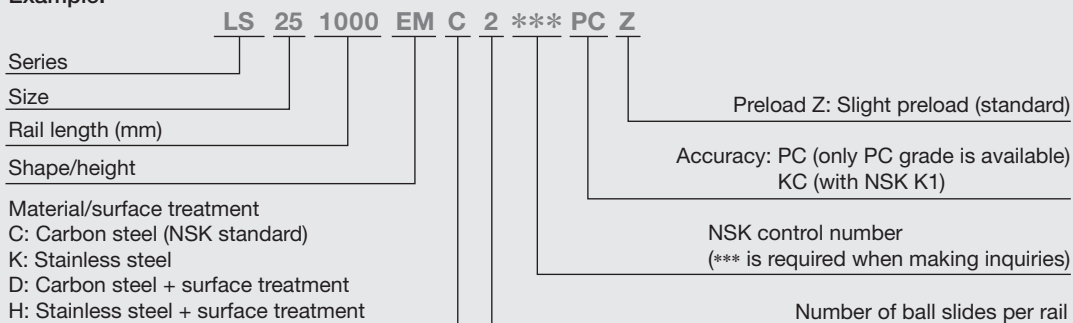 Example:
LS 25 1000 EM C 2 *** PC Z
Series
Size
Rail length (mm)
Shape/height
Material/surface treatment
C: Carbon steel (NSK standard)
K: Stainless steel
D: Carbon steel + surface treatment
H: Stainless steel + surface treatment
Preload Z: Slight preload (standard)
Accuracy: PC (only PC grade is available)
KC (with NSK K1)
NSK control number
(*** is required when making inquiries)
Number of ball slides per rail